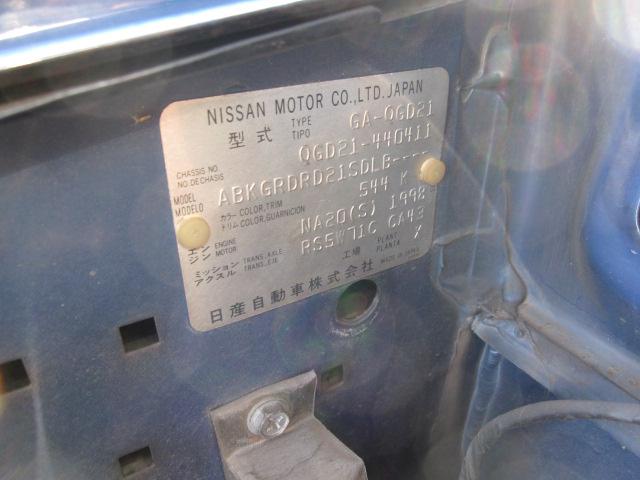 NISSAN MOTOR CO.,LTD.JAPAN
型式 TYPE TIPO GA-QGD21
CHASSIS NO. NO.DECHASIS QGD21-440411
MODEL MODELO ABKGRDRD21SDLB----
カラー COLOR,TRIM トリム COLOR,GUARNICION 544 K
エンジン ENGINE MOTOR NA20(S) 1998
ミッション アクスル TRANS.,AXLE TRANS.,EJE RS5W71C CA43
工場 PLANT PLANTA X
日産自動車株式会社 MADE IN JAPAN